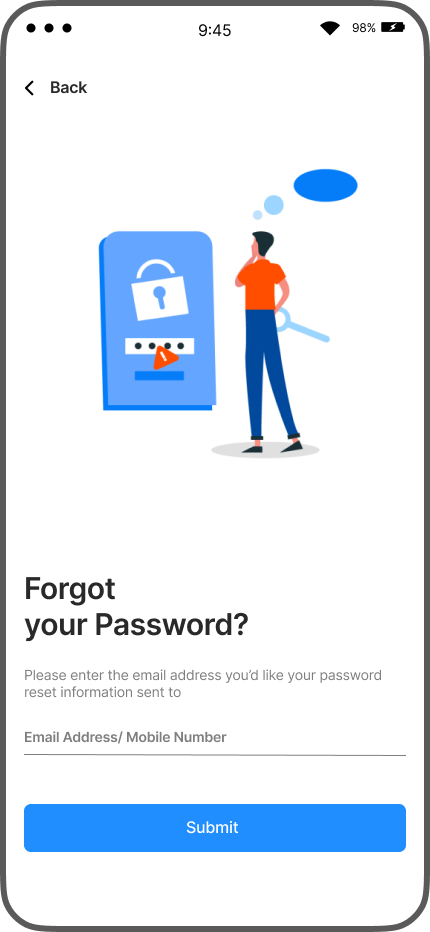 9:45
98%
Back
Forgot
your Password?
Please enter the email address you’d like your password
reset information sent to
Email Address/ Mobile Number
Submit